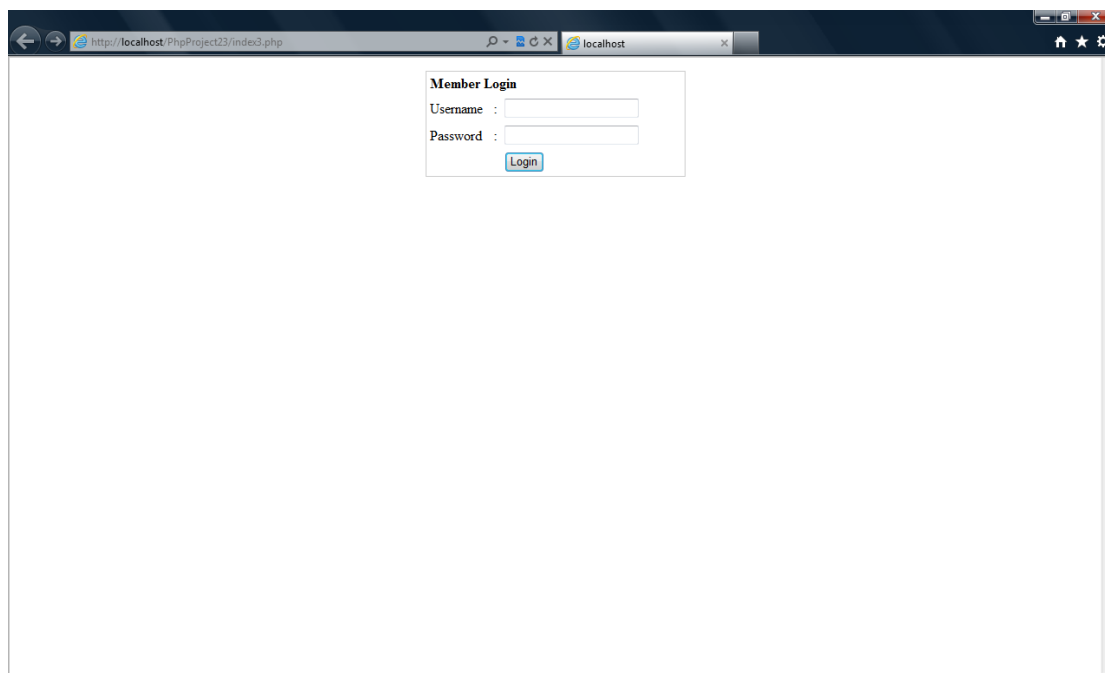 http://localhost/PhpProject23/index3.php
localhost
Member Login
Username :
Password :
Login